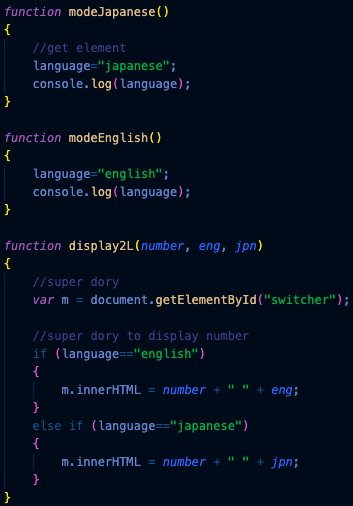 function modeJapanese()
{
    //get element
    language="japanese";
    console.log(language);
}

function modeEnglish()
{
    language="english";
    console.log(language);
}

function display2L(number, eng, jpn)
{
    //super dory
    var m = document.getElementById("switcher");

    //super dory to display number
    if (language=="english")
    {
        m.innerHTML = number + " " + eng;
    }
    else if (language=="japanese")
    {
        m.innerHTML = number + " " + jpn;
    }
}